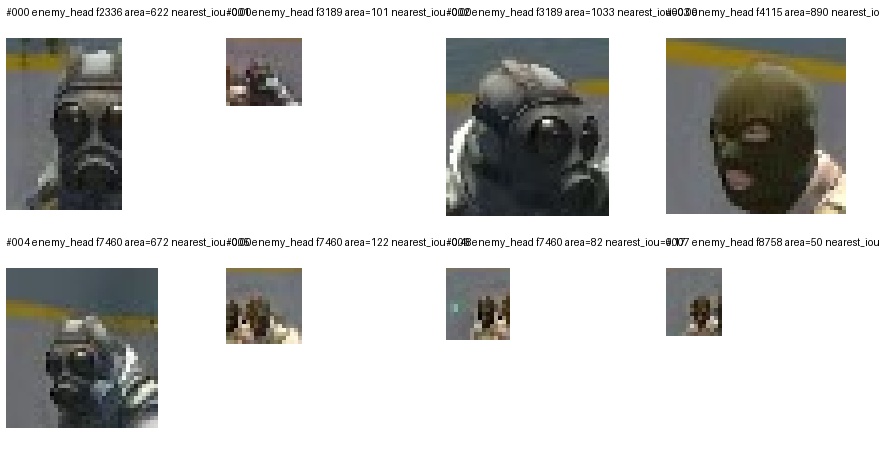 #000 enemy_head f2336 area=622 nearest_iou=0.00
enemy_head f3189 area=101 nearest_iou
enemy_head f3189 area=1033 nearest_iou
enemy_head f4115 area=890 nearest_io
#004 enemy_head f7460 area=672 nearest_iou
enemy_head f7460 area=122 nearest_iou
enemy_head f7460 area=82 nearest_iou
enemy_head f8758 area=50 nearest_iou